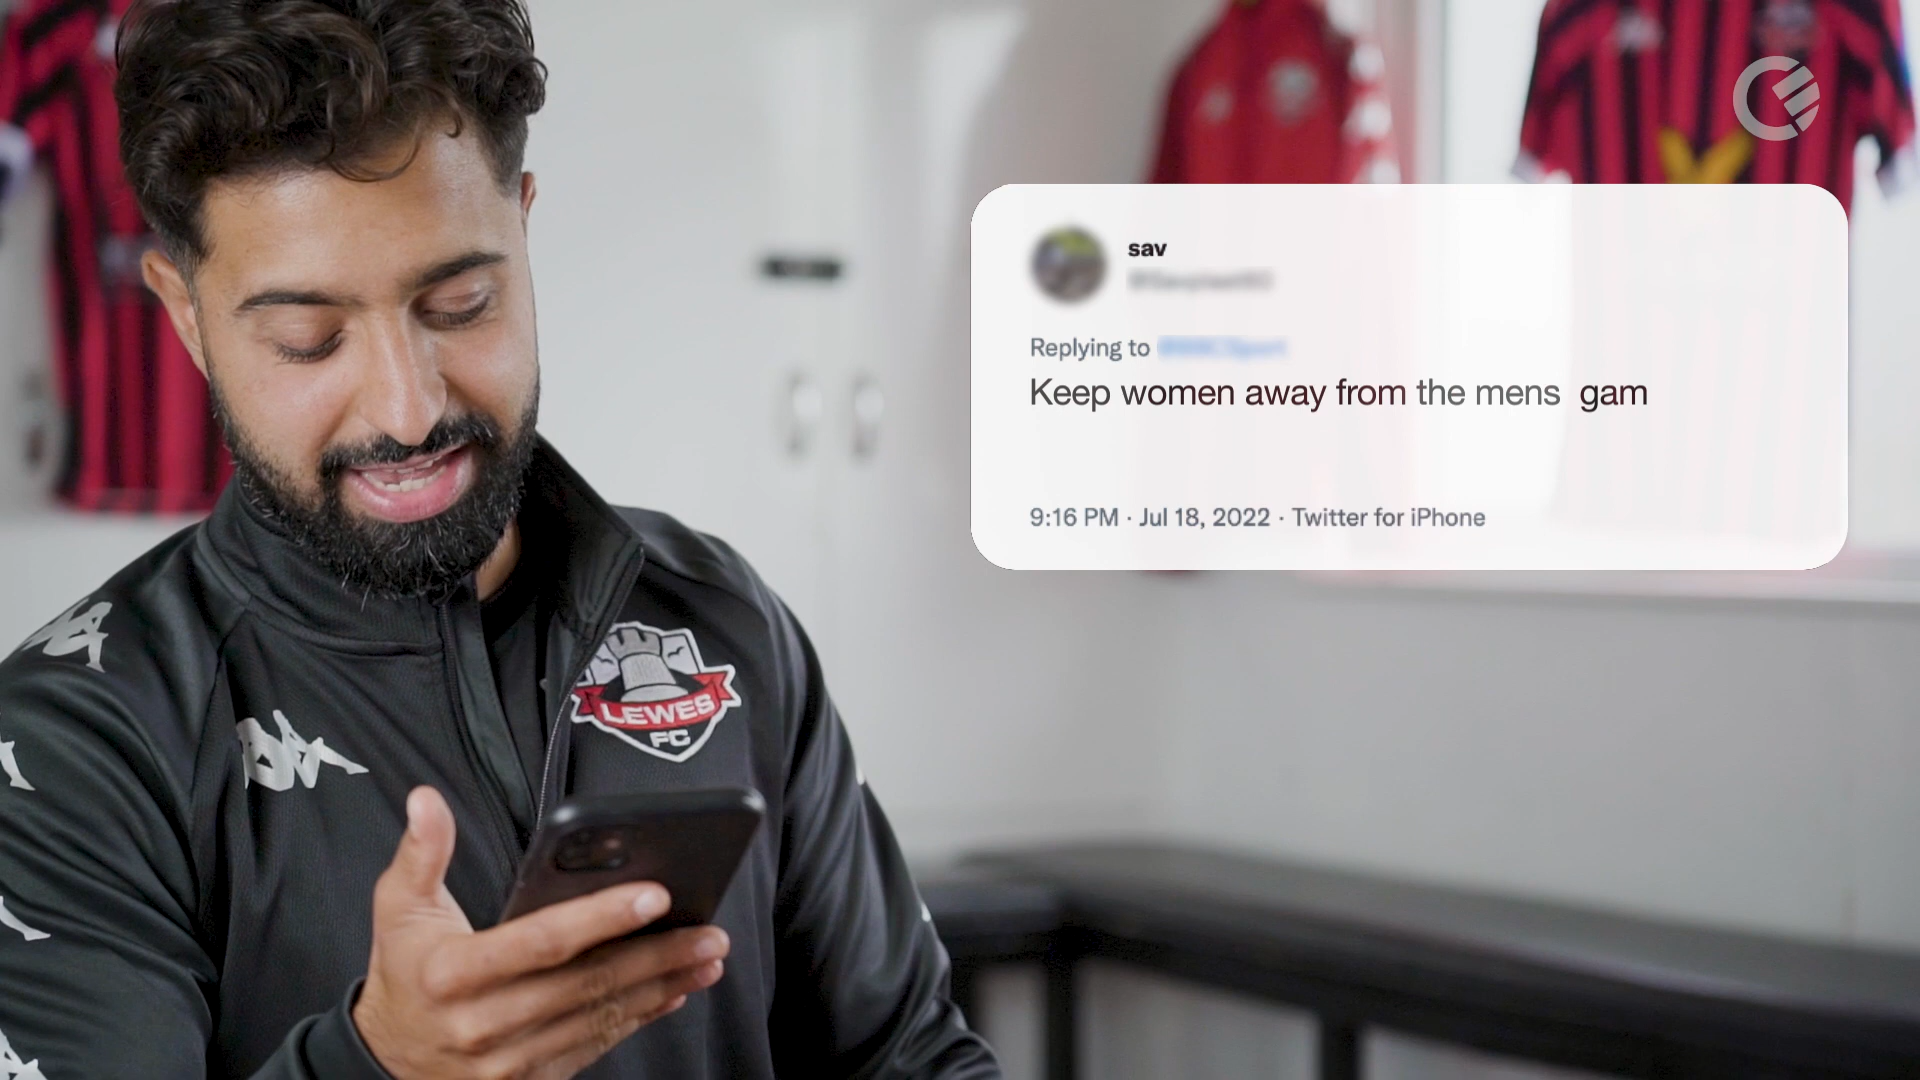 sav
Replying to
Keep women away from the mens gam
9:16 PM · Jul 18, 2022 · Twitter for iPhone
LEWES
FC